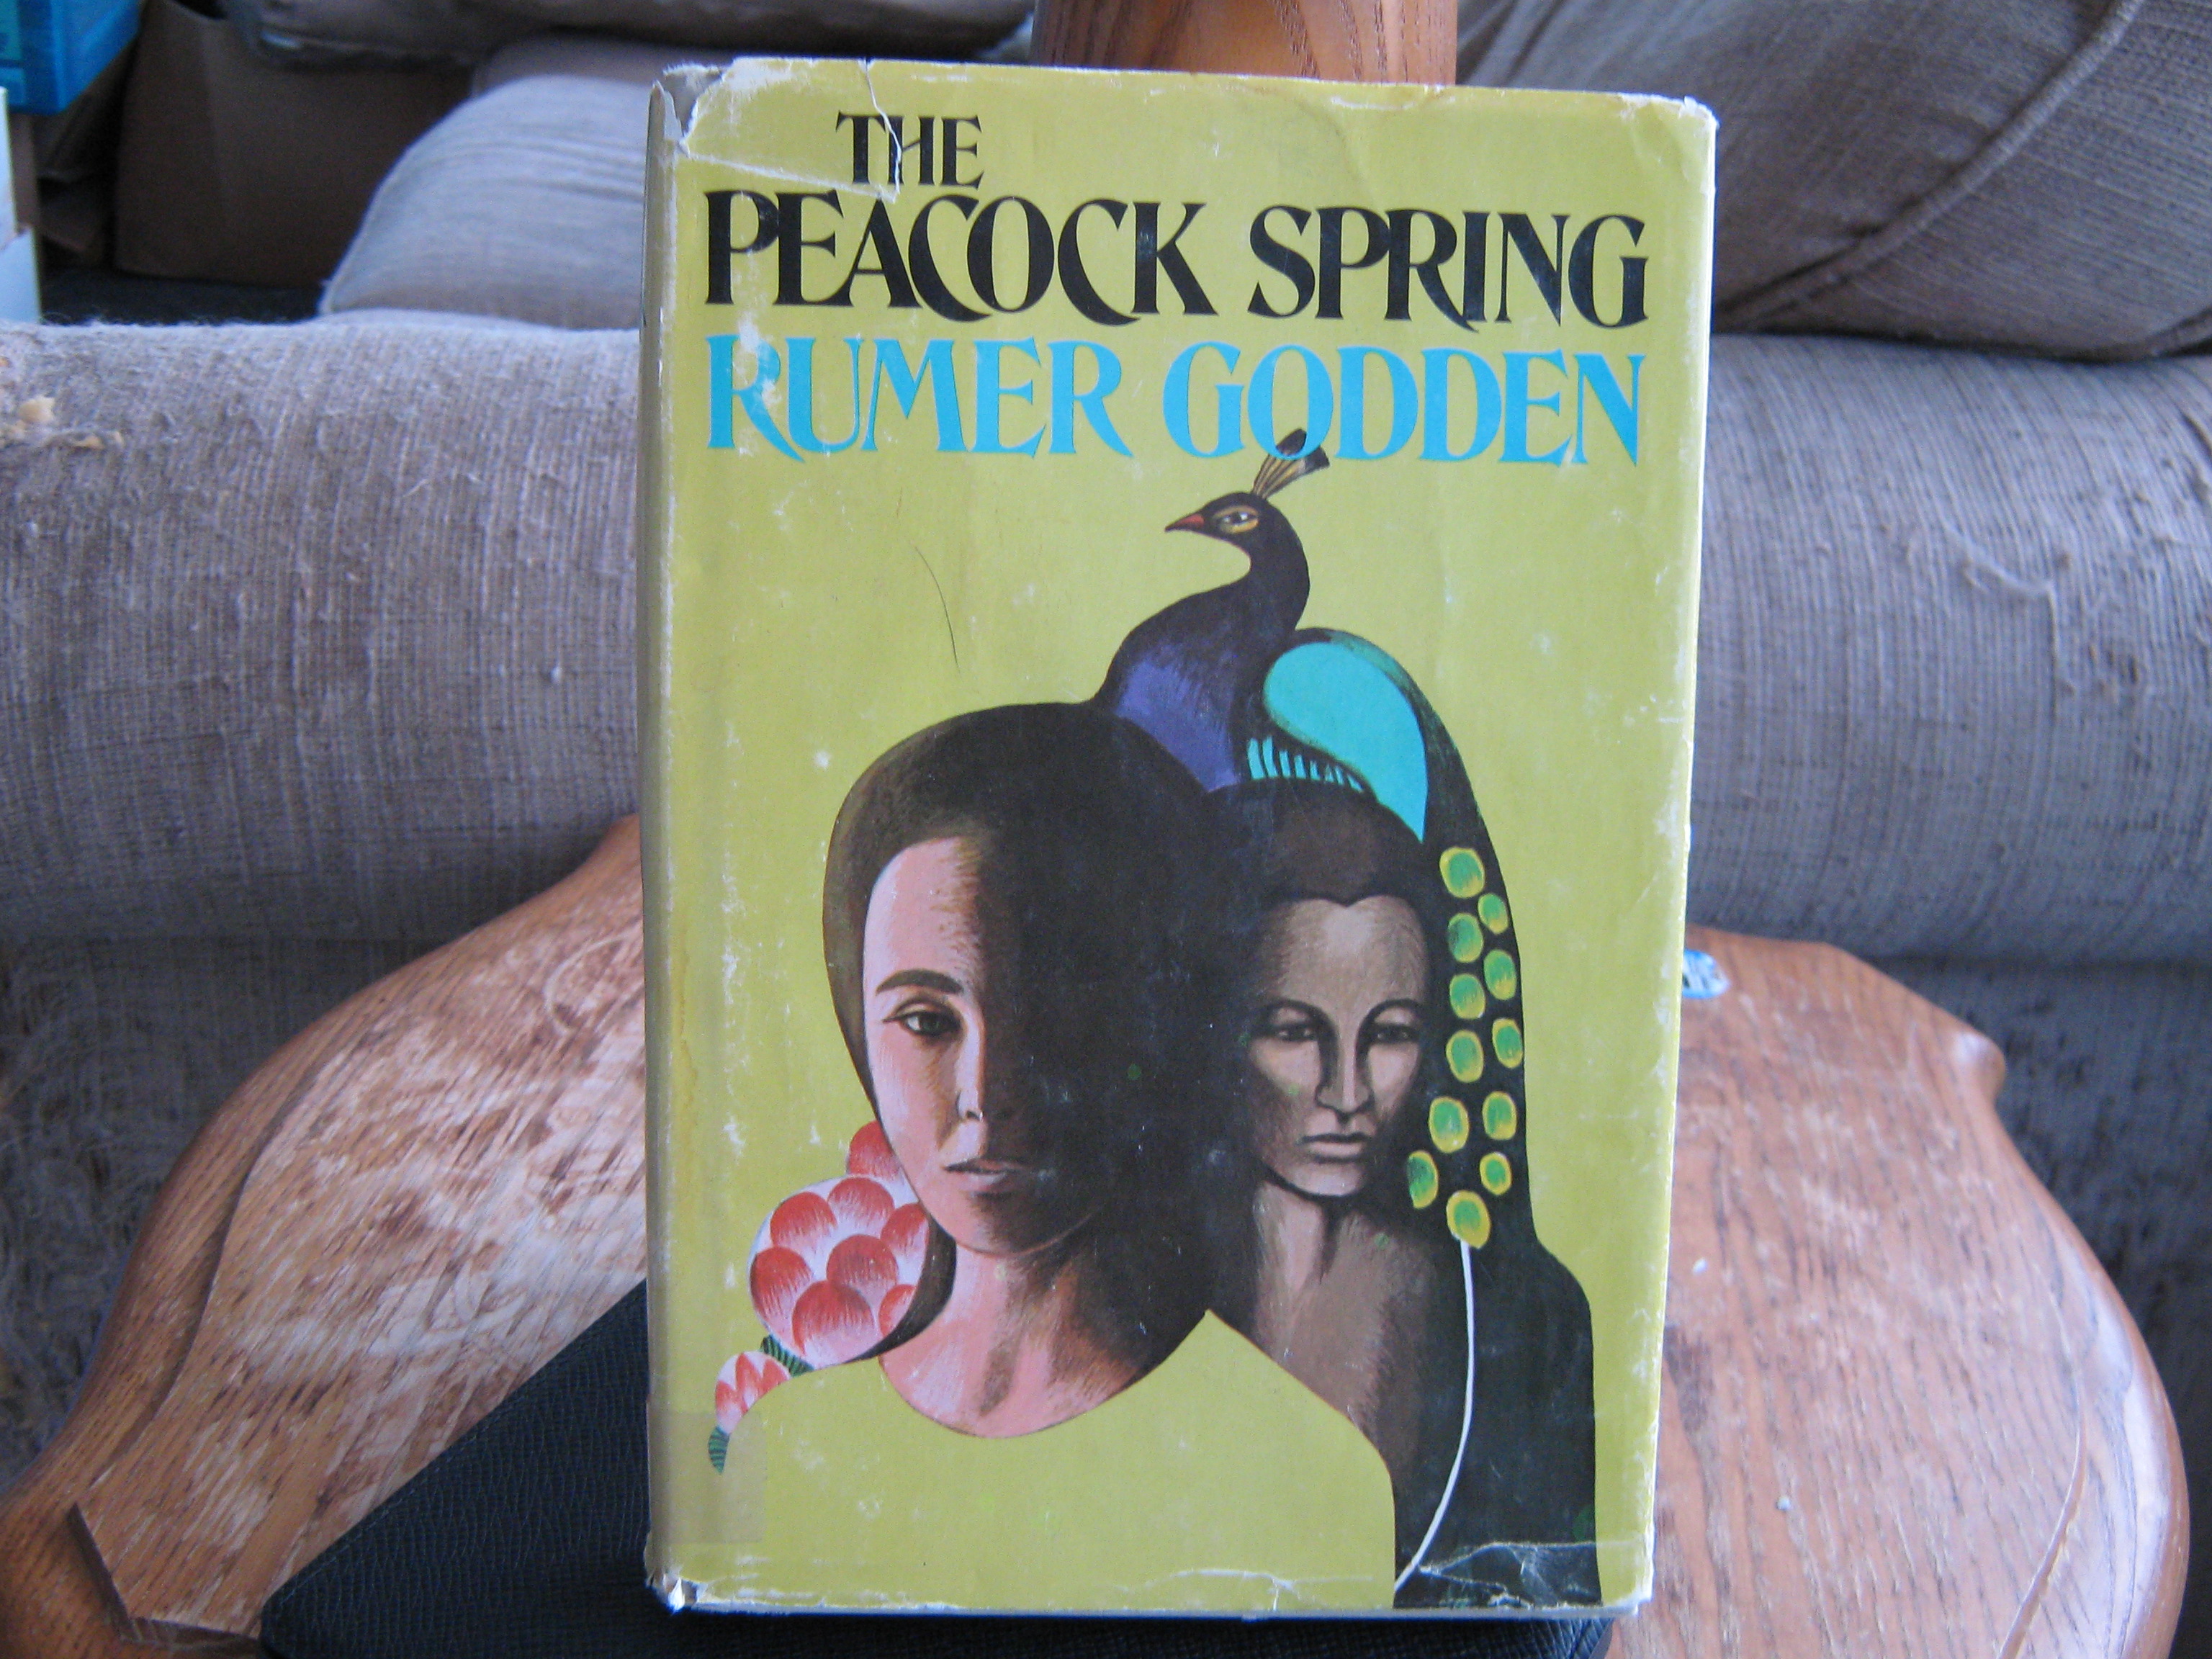 THE
PEACOCK SPRING
RUMER GODDEN